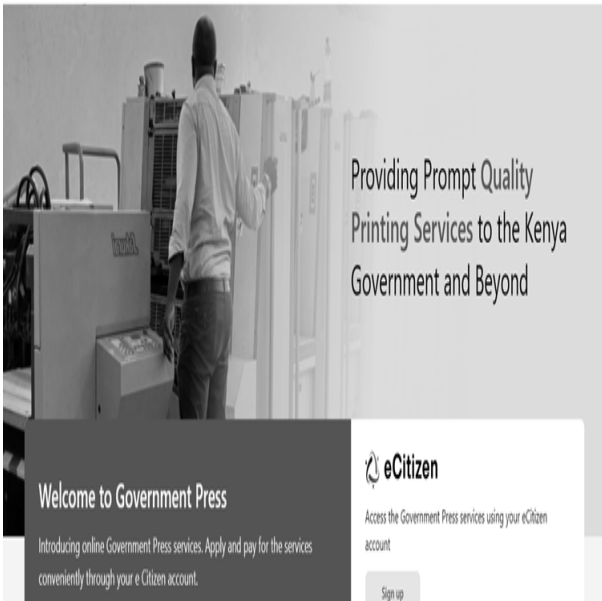 Providing Prompt Quality
Printing Services to the Kenya
Government and Beyond
Welcome to Government Press
Introducing online Government Press services. Apply and pay for the services
conveniently through your e Citizen account.
eCitizen
Access the Government Press services using your eCitizen
account
Sign up